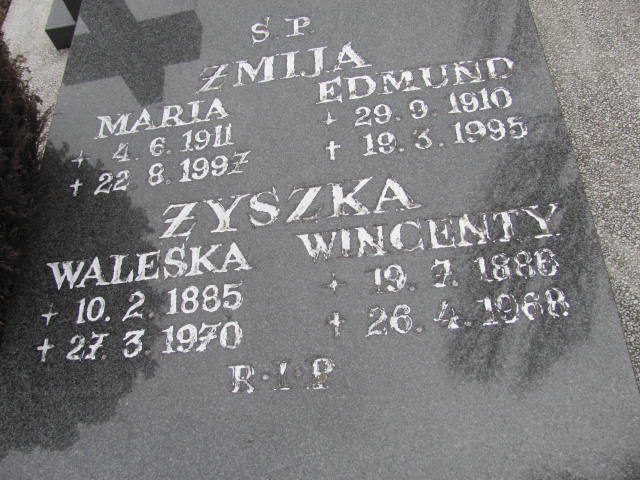 Ś.P.
ŻMIJA
MARIA EDMUND
+ 4. 6. 1911 + 29. 9. 1910
+ 22. 8. 1997 + 19. 3. 1995
ŻYSZKA
WALEŚKA WINCENTY
+ 10. 2. 1885 + 19. 7. 1886
+ 27. 3. 1970 + 26. 4. 1968
R·I·P